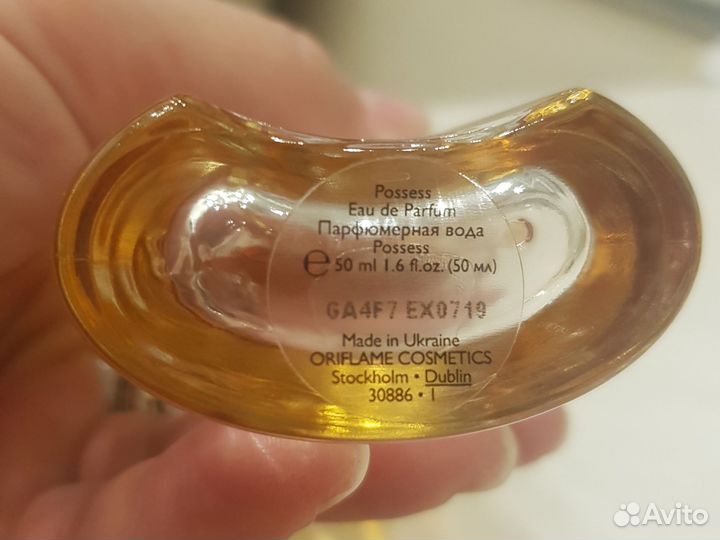 Possess
Eau de Parfum
Парфюмерная вода
Possess
℮ 50 ml 1.6 fl.oz. (50 мл)
GA4F7 EX0719
Made in Ukraine
ORIFLAME COSMETICS
Stockholm • Dublin
30886 • 1
Avito